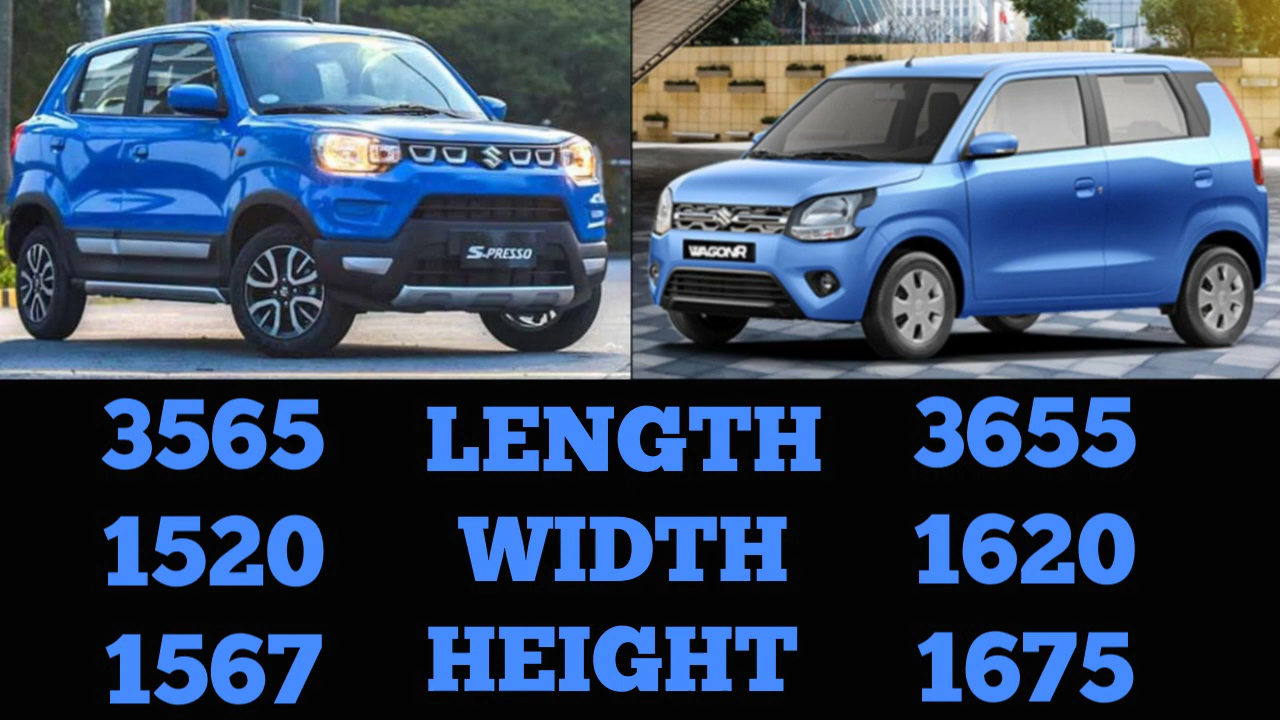 S-PRESSO
WAGONR
3565 LENGTH 3655
1520 WIDTH 1620
1567 HEIGHT 1675